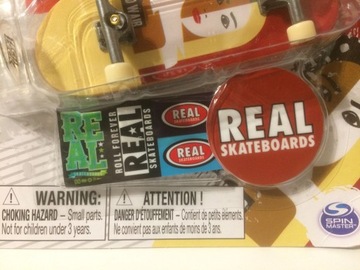 RE
AL
ROLL FOREVER
REAL
SKATEBOARDS
REAL
REAL
REAL
SKATEBOARDS
WARNING:
CHOKING HAZARD – Small parts.
Not for children under 3 years.
ATTENTION !
DANGER D'ÉTOUFFEMENT – Contient de petits éléments.
Ne convient pas aux enfants de moins de 3 ans.
SPIN
MASTER